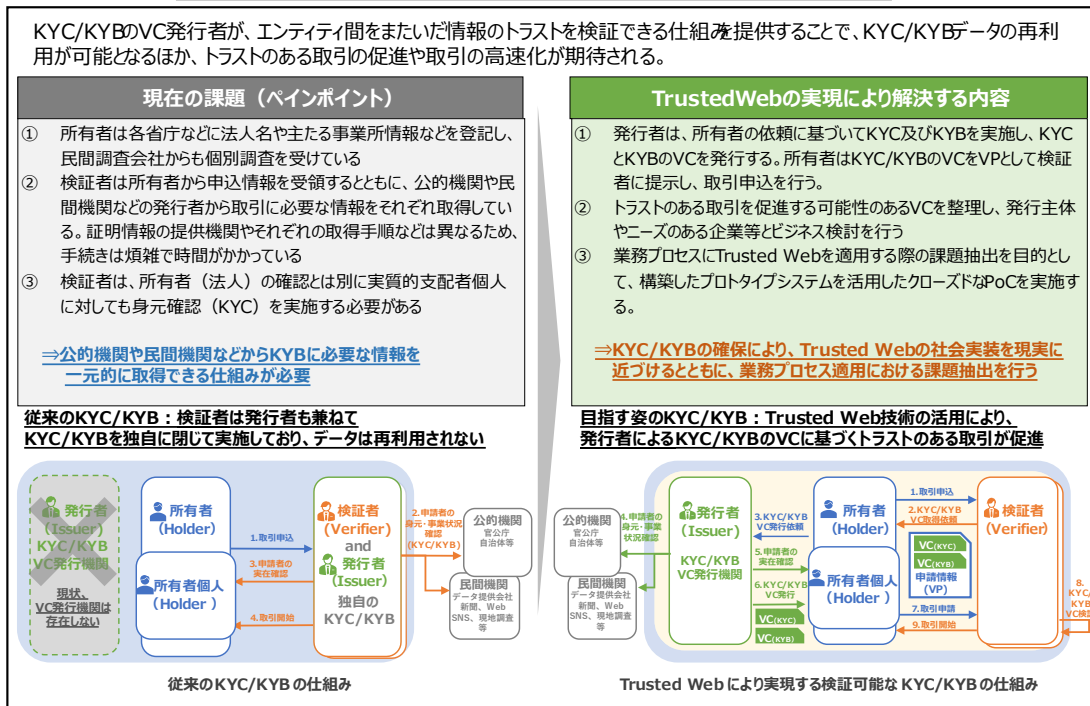 KYC/KYBのVC発行者が、エンティティ間をまたいだ情報のトラストを検証できる仕組みを提供することで、KYC/KYBデータの再利
用が可能となるほか、トラストのある取引の促進や取引の高速化が期待される。
現在の課題（ペインポイント）
① 所有者は各省庁などに法人名や主たる事業所情報などを登記し、
民間調査会社からも個別調査を受けている
② 検証者は所有者から申込情報を受領するとともに、公的機関や民
間機関などの発行者から取引に必要な情報をそれぞれ取得してい
る。証明情報の提供機関やそれぞれの取得手順などは異なるため、
手続きは煩雑で時間がかかっている
③ 検証者は、所有者（法人）の確認とは別に実質的支配者個人
に対しても身元確認（KYC）を実施する必要がある
⇒公的機関や民間機関などからKYBに必要な情報を
一元的に取得できる仕組みが必要
TrustedWebの実現により解決する内容
① 発行者は、所有者の依頼に基づいてKYC及びKYBを実施し、KYC
とKYBのVCを発行する。所有者はKYC/KYBのVCをVPとして検証
者に提示し、取引申込を行う。
② トラストのある取引を促進する可能性のあるVCを整理し、発行主体
やニーズのある企業等とビジネス検討を行う
③ 業務プロセスにTrusted Webを適用する際の課題抽出を目的と
して、構築したプロトタイプシステムを活用したクローズドなPoCを実施す
る。
⇒KYC/KYBの確保により、Trusted Webの社会実装を現実に
近づけるとともに、業務プロセス適用における課題抽出を行う
従来のKYC/KYB：検証者は発行者も兼ねて
KYC/KYBを独自に閉じて実施しており、データは再利用されない
発行者
(Issuer)
KYC/KYB
VC発行機関
現状、
VC発行機関は
存在しない
所有者
(Holder)
所有者個人
(Holder )
1.取引申込
3.申請者の
実在確認
4.取引開始
検証者
(Verifier)
and
発行者
(Issuer)
独自の
KYC/KYB
2.申請者の
身元・事業状況
確認
(KYC/KYB)
公的機関
官公庁
自治体等
民間機関
データ提供会社
新聞、Web
SNS、現地調査
等
従来のKYC/KYBの仕組み
目指す姿のKYC/KYB：Trusted Web技術の活用により、
発行者によるKYC/KYBのVCに基づくトラストのある取引が促進
公的機関
官公庁
自治体等
民間機関
データ提供会社
新聞、Web
SNS、現地調査
等
4.申請者の
身元・事業
状況確認
発行者
(Issuer)
KYC/KYB
VC発行機関
3.KYC/KYB
VC発行依頼
5.申請者の
実在確認
6.KYC/KYB
VC発行
VC(KYC)
VC(KYB)
所有者
(Holder)
所有者個人
(Holder )
1.取引申込
2.KYC/KYB
VC取得依頼
VC(KYC)
VC(KYB)
申請情報
(VP)
7.取引申請
9.取引開始
検証者
(Verifier)
8.
KYC/
KYB
VC検証
Trusted Webにより実現する検証可能なKYC/KYBの仕組み